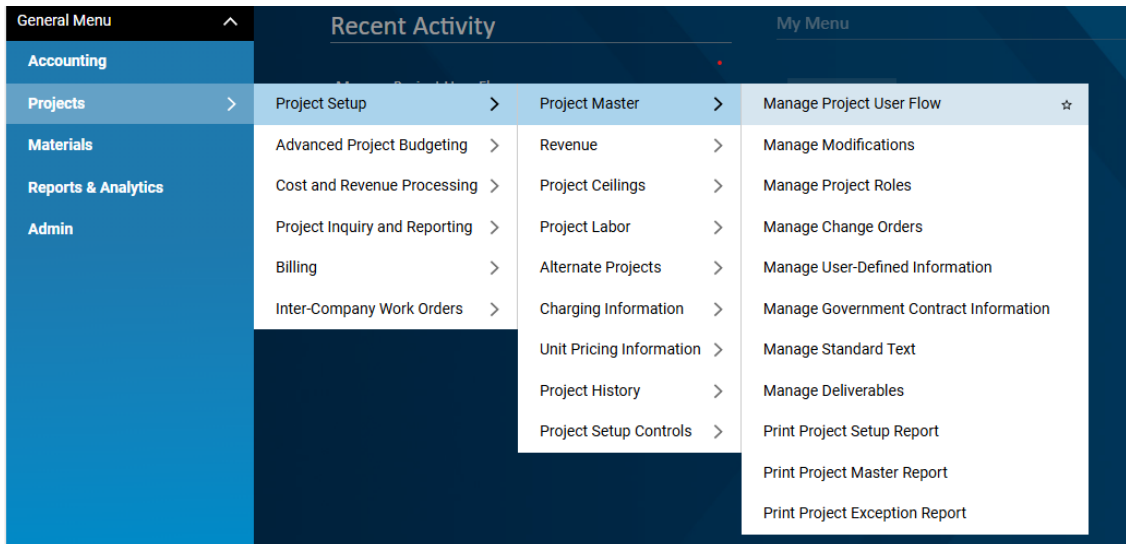 General Menu
Recent Activity
My Menu
Accounting
Projects
Materials
Reports & Analytics
Admin
Project Setup
Advanced Project Budgeting
Cost and Revenue Processing
Project Inquiry and Reporting
Billing
Inter-Company Work Orders
Project Master
Revenue
Project Ceilings
Project Labor
Alternate Projects
Charging Information
Unit Pricing Information
Project History
Project Setup Controls
Manage Project User Flow
Manage Modifications
Manage Project Roles
Manage Change Orders
Manage User-Defined Information
Manage Government Contract Information
Manage Standard Text
Manage Deliverables
Print Project Setup Report
Print Project Master Report
Print Project Exception Report